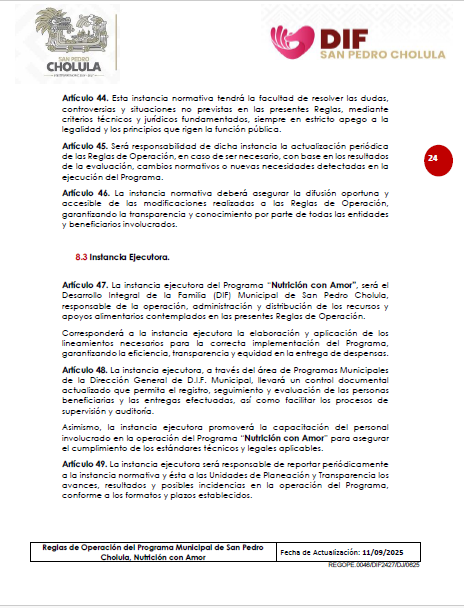 SAN PEDRO
CHOLULA
DIF
SAN PEDRO CHOLULA
Artículo 44. Esta instancia normativa tendrá la facultad de resolver las dudas,
controversias y situaciones no previstas en las presentes Reglas, mediante
criterios técnicos y jurídicos fundamentados, siempre en estricto apego a la
legalidad y los principios que rigen la función pública.
24
Artículo 45. Será responsabilidad de dicha instancia la actualización periódica
de las Reglas de Operación, en caso de ser necesario, con base en los resultados
de la evaluación, cambios normativos o nuevas necesidades detectadas en la
ejecución del Programa.
Artículo 46. La instancia normativa deberá asegurar la difusión oportuna y
accesible de las modificaciones realizadas a las Reglas de Operación,
garantizando la transparencia y conocimiento por parte de todas las entidades
y beneficiarios involucrados.
8.3 Instancia Ejecutora.
Artículo 47. La instancia ejecutora del Programa “Nutrición con Amor”, será el
Desarrollo Integral de la Familia (DIF) Municipal de San Pedro Cholula,
responsable de la operación, administración y distribución de los recursos y
apoyos alimentarios contemplados en las presentes Reglas de Operación.
Corresponderá a la instancia ejecutora la elaboración y aplicación de los
lineamientos necesarios para la correcta implementación del Programa,
garantizando la eficiencia, transparencia y equidad en la entrega de despensas.
Artículo 48. La instancia ejecutora, a través del área de Programas Municipales
de la Dirección General de D.I.F. Municipal, llevará un control documental
actualizado que permita el registro, seguimiento y evaluación de las personas
beneficiarias y las entregas efectuadas, así como facilitar los procesos de
supervisión y auditoría.
Asimismo, la instancia ejecutora promoverá la capacitación del personal
involucrado en la operación del Programa “Nutrición con Amor” para asegurar
el cumplimiento de los estándares técnicos y legales aplicables.
Artículo 49. La instancia ejecutora será responsable de reportar periódicamente
a la instancia normativa y ésta a las Unidades de Planeación y Transparencia los
avances, resultados y posibles incidencias en la operación del Programa,
conforme a los formatos y plazos establecidos.
Reglas de Operación del Programa Municipal de San Pedro
Cholula, Nutrición con Amor
Fecha de Actualización: 11/09/2025
REGOPE.0046/DIF2427/DJ/0825